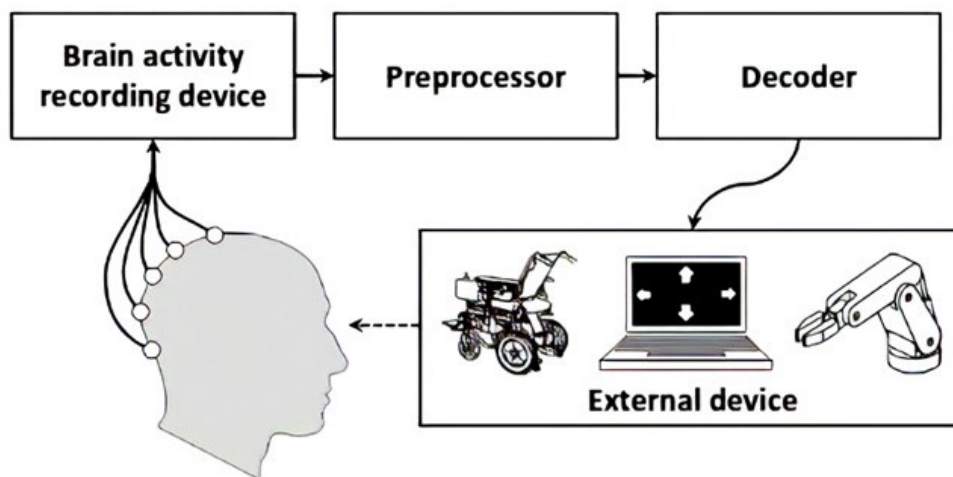 Brain activity
recording device
Preprocessor
Decoder
External device